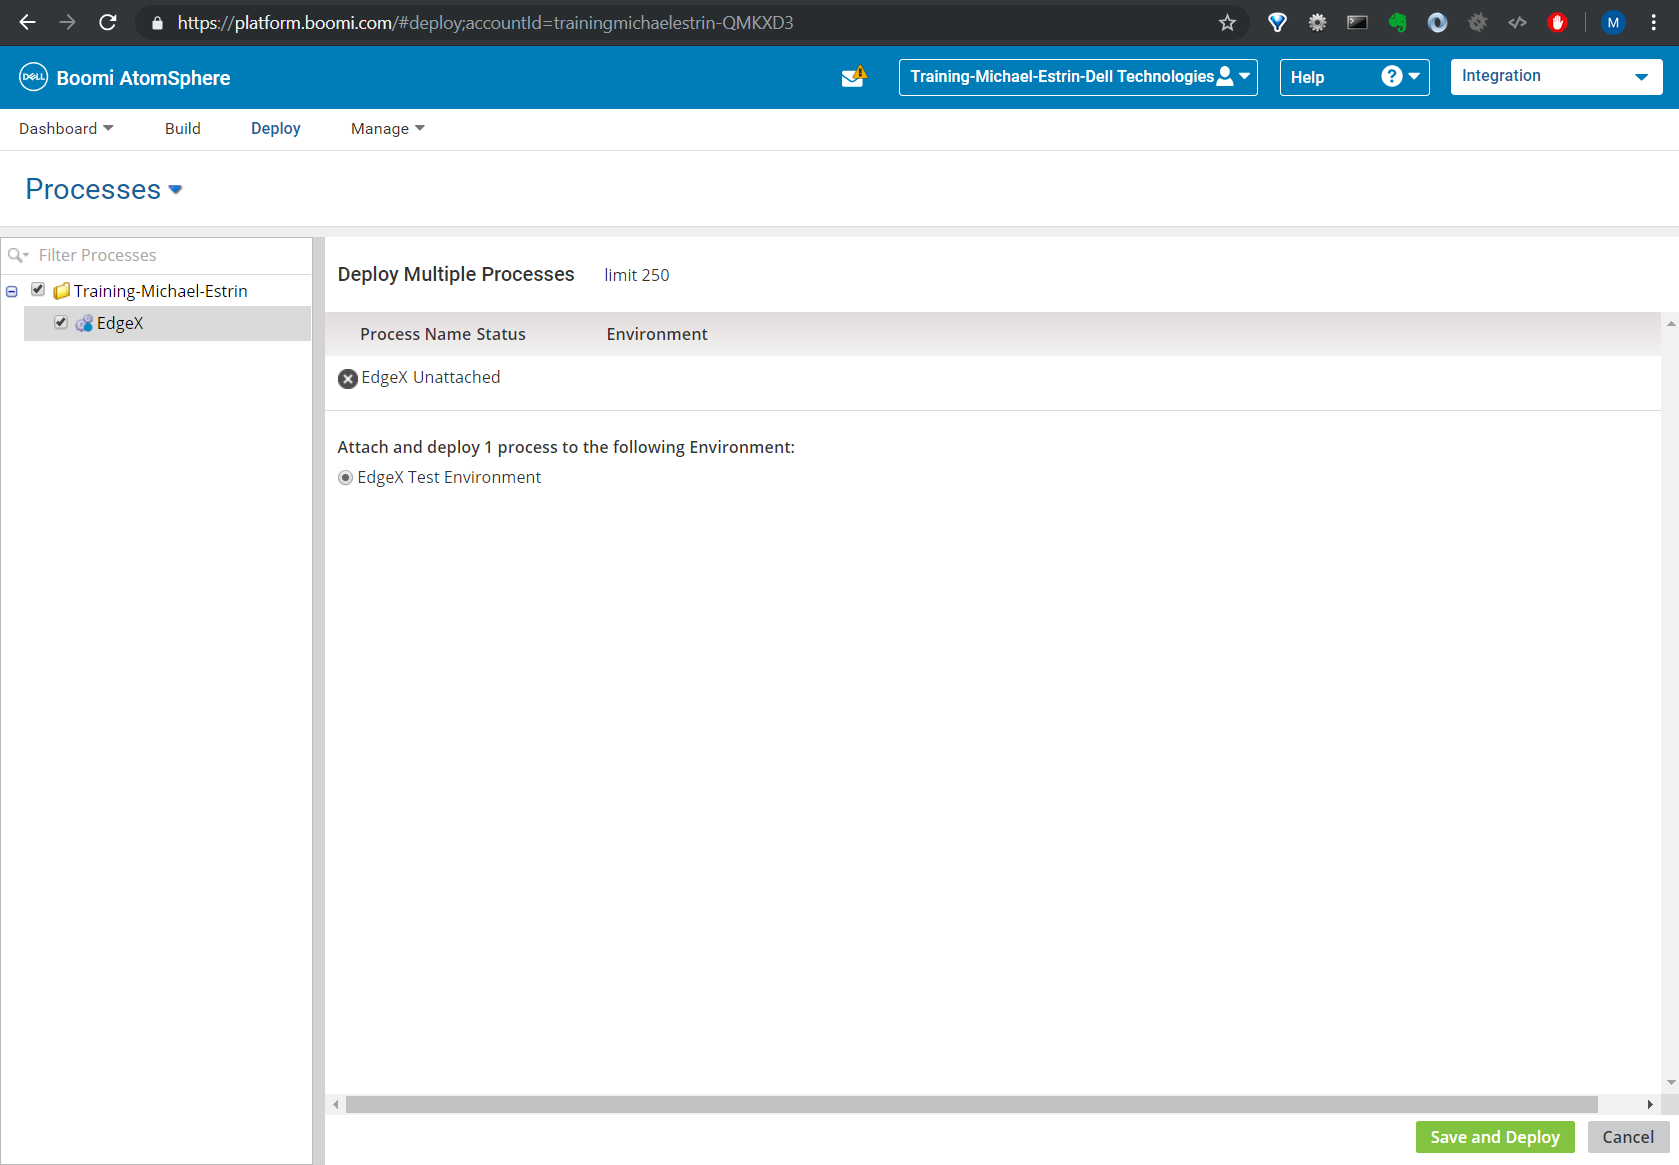 https://platform.boomi.com/#deploy;accountId=trainingmichaelestrin-QMKXD3
M
DELL Boomi AtomSphere
Training-Michael-Estrin-Dell Technologies
Help ?
Integration
Dashboard Build Deploy Manage
Processes
Filter Processes
Training-Michael-Estrin
EdgeX
Deploy Multiple Processes limit 250
Process Name Status Environment
EdgeX Unattached
Attach and deploy 1 process to the following Environment:
EdgeX Test Environment
Save and Deploy Cancel